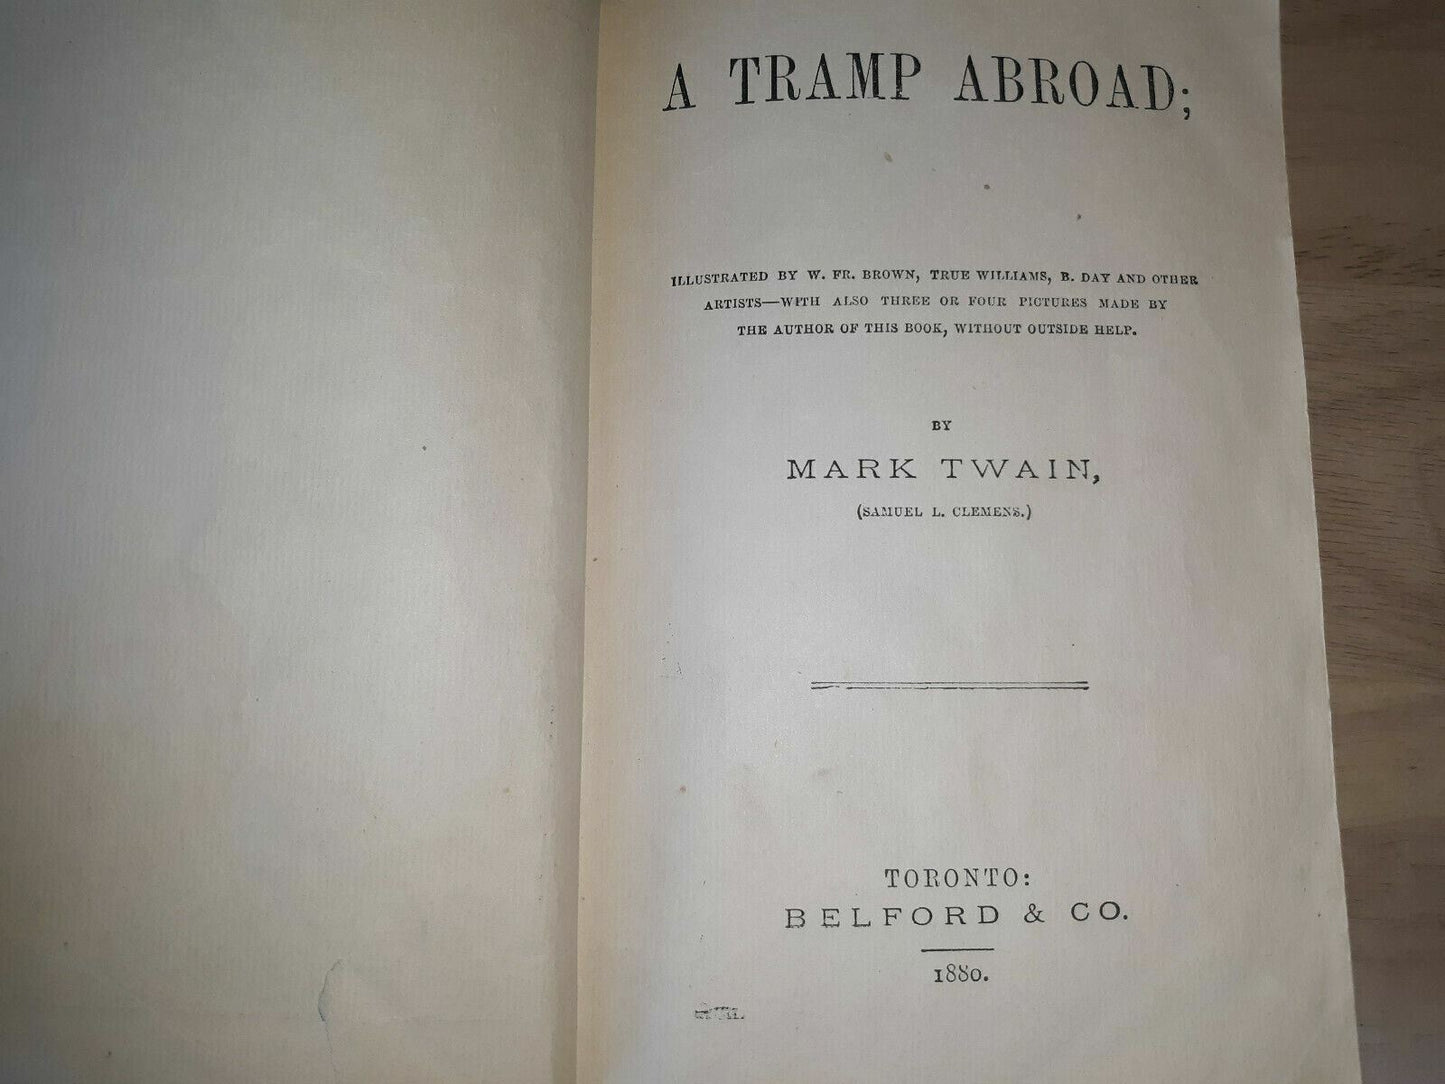 A TRAMP ABROAD;
ILLUSTRATED BY W. FR. BROWN, TRUE WILLIAMS, B. DAY AND OTHER
ARTISTS—WITH ALSO THREE OR FOUR PICTURES MADE BY
THE AUTHOR OF THIS BOOK, WITHOUT OUTSIDE HELP.
BY
MARK TWAIN,
(SAMUEL L. CLEMENS.)
TORONTO:
BELFORD & CO.
1880.